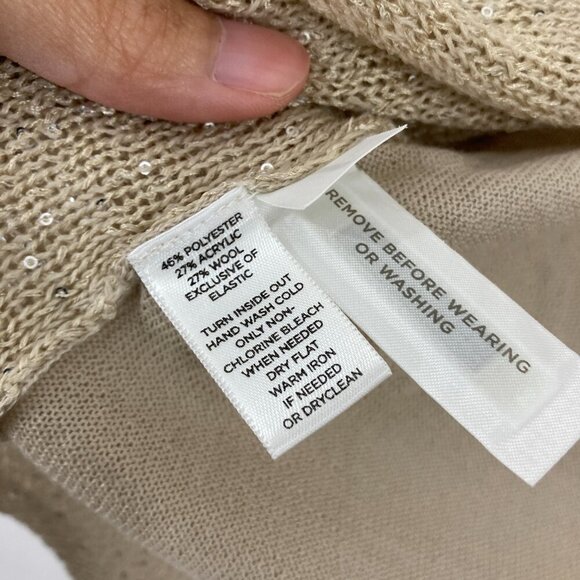 46% POLYESTER
27% ACRYLIC
27% WOOL
EXCLUSIVE OF
ELASTIC
TURN INSIDE OUT
HAND WASH COLD
ONLY NON-
CHLORINE BLEACH
WHEN NEEDED
DRY FLAT
WARM IRON
IF NEEDED
OR DRYCLEAN
REMOVE BEFORE WEARING
OR WASHING